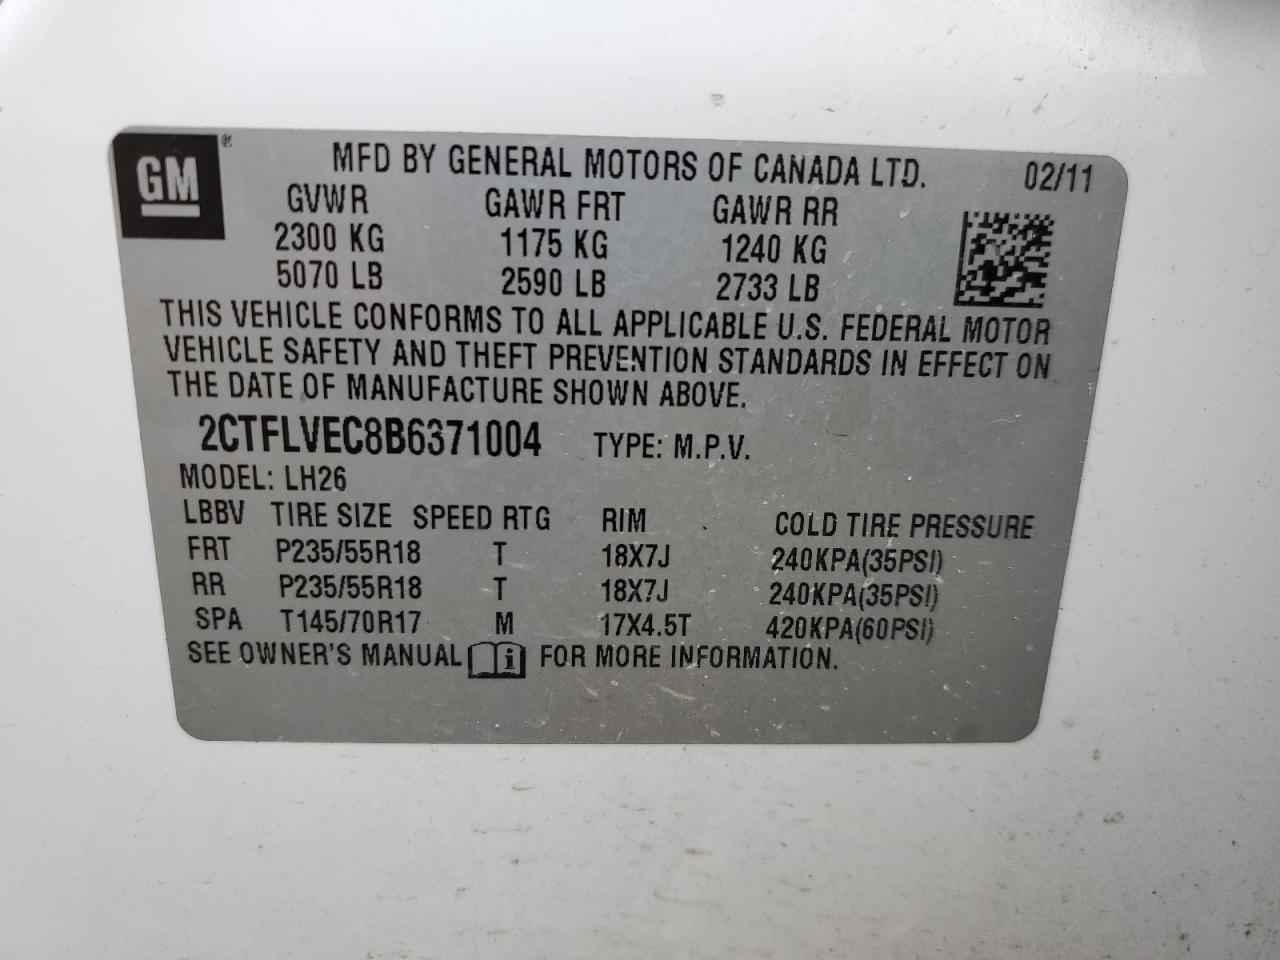 GM ®
MFD BY GENERAL MOTORS OF CANADA LTD. 02/11
GVWR GAWR FRT GAWR RR
2300 KG 1175 KG 1240 KG
5070 LB 2590 LB 2733 LB
THIS VEHICLE CONFORMS TO ALL APPLICABLE U.S. FEDERAL MOTOR
VEHICLE SAFETY AND THEFT PREVENTION STANDARDS IN EFFECT ON
THE DATE OF MANUFACTURE SHOWN ABOVE.
2CTFLVEC8B6371004 TYPE: M.P.V.
MODEL: LH26
LBBV TIRE SIZE SPEED RTG RIM COLD TIRE PRESSURE
FRT P235/55R18 T 18X7J 240KPA(35PSI)
RR P235/55R18 T 18X7J 240KPA(35PSI)
SPA T145/70R17 M 17X4.5T 420KPA(60PSI)
SEE OWNER'S MANUAL i FOR MORE INFORMATION.